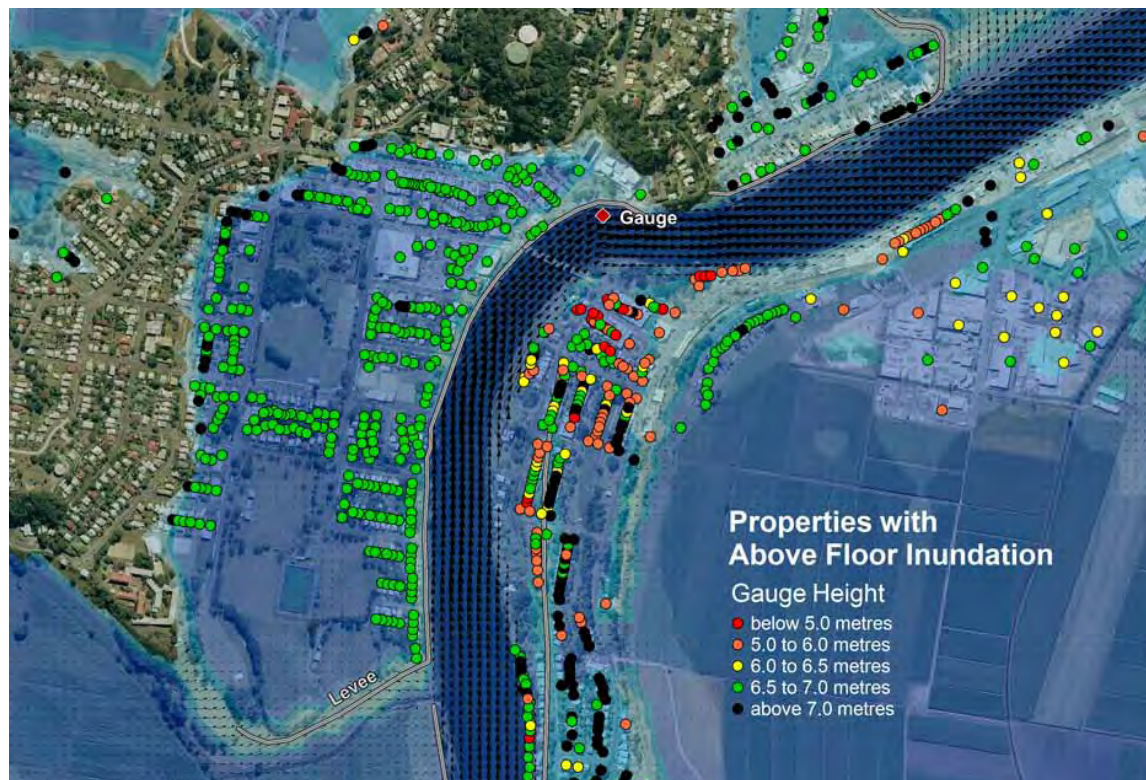 Gauge
Levee
Properties with
Above Floor Inundation
Gauge Height
below 5.0 metres
5.0 to 6.0 metres
6.0 to 6.5 metres
6.5 to 7.0 metres
above 7.0 metres